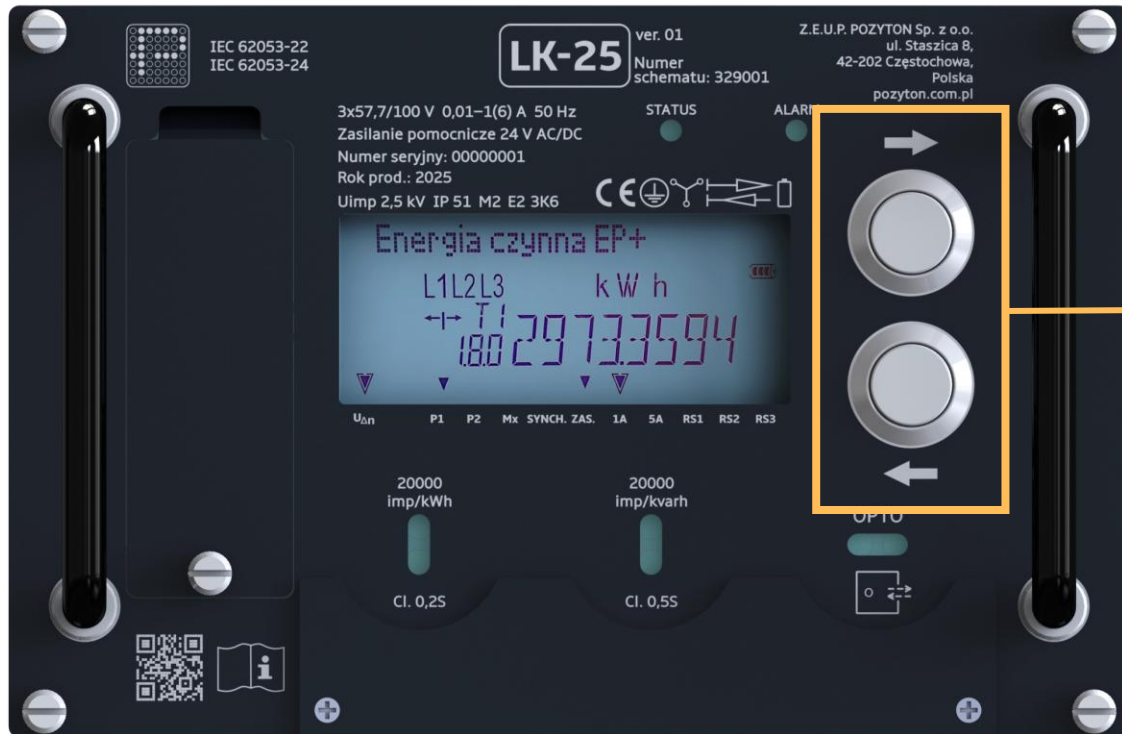 IEC 62053-22
IEC 62053-24
LK-25
ver. 01
Numer
schematu: 329001
Z.E.U.P. POZYTON Sp. z o.o.
ul. Staszica 8,
42-202 Częstochowa,
Polska
pozyton.com.pl
3x57,7/100 V 0,01–1(6) A 50 Hz
Zasilanie pomocnicze 24 V AC/DC
Numer seryjny: 00000001
Rok prod.: 2025
Uimp 2,5 kV IP 51 M2 E2 3K6
CE
STATUS
ALARM
Energia czynna EP+
L1L2L3 kWh
T1
1.8.0 2973.3594
UΔn P1 P2 Mx SYNCH. ZAS. 1A 5A RS1 RS2 RS3
20000
imp/kWh
Cl. 0,2S
20000
imp/kvarh
Cl. 0,5S
OPTO
i